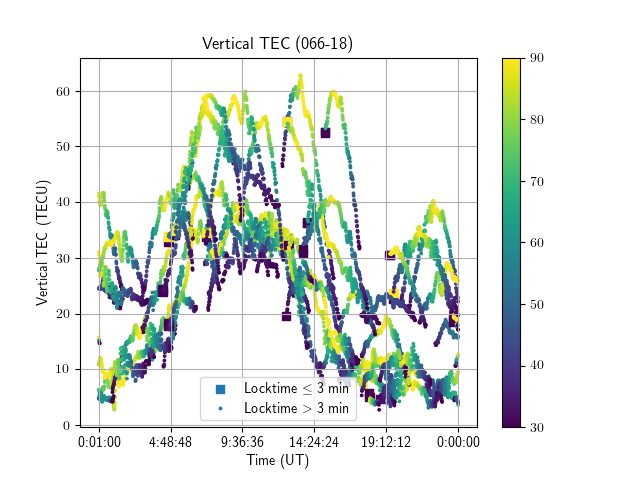 Vertical TEC (066-18)
Vertical TEC (TECU)
60
50
40
30
20
10
0
90
80
70
60
50
40
30
Locktime ≤ 3 min
Locktime > 3 min
0:01:00 4:48:48 9:36:36 14:24:24 19:12:12 0:00:00
Time (UT)